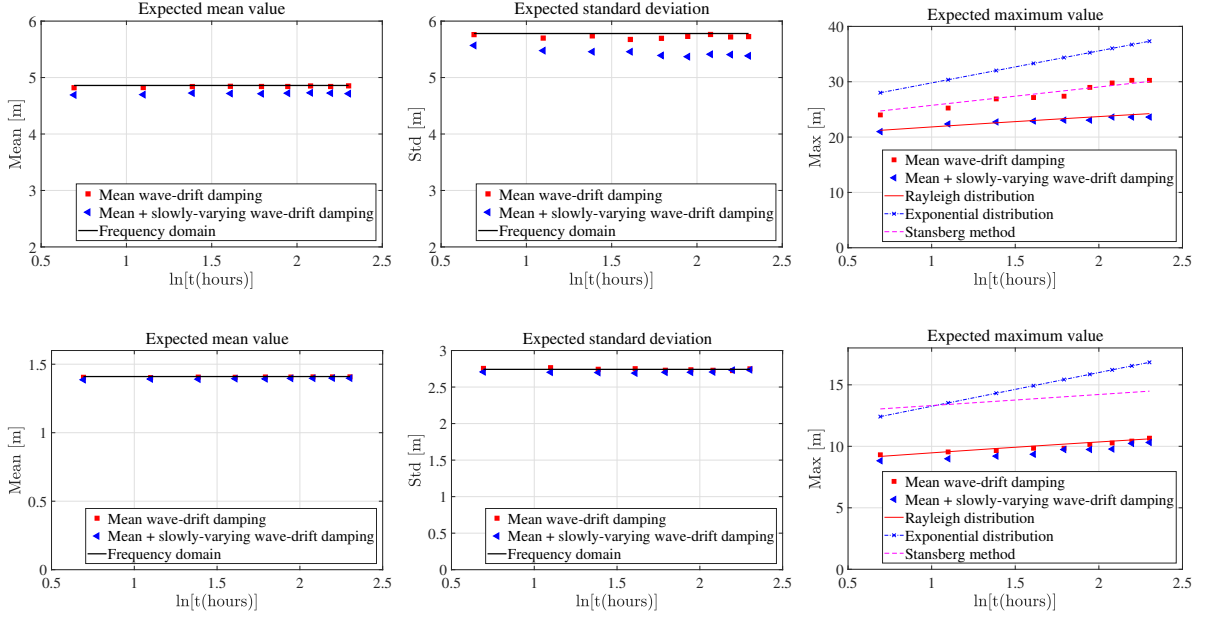 Expected mean value
6
5
4
3
2
Mean [m]
Mean wave-drift damping
Mean + slowly-varying wave-drift damping
Frequency domain
0.5
1
1.5
2
2.5
ln[t(hours)]
Expected standard deviation
6
5
4
3
2
Std [m]
Mean wave-drift damping
Mean + slowly-varying wave-drift damping
Frequency domain
0.5
1
1.5
2
2.5
ln[t(hours)]
Expected maximum value
40
30
20
10
0
Max [m]
Mean wave-drift damping
Mean + slowly-varying wave-drift damping
Rayleigh distribution
Exponential distribution
Stansberg method
0.5
1
1.5
2
2.5
ln[t(hours)]
Expected mean value
1.5
1
0.5
0
Mean [m]
Mean wave-drift damping
Mean + slowly-varying wave-drift damping
Frequency domain
0.5
1
1.5
2
2.5
ln[t(hours)]
Expected standard deviation
3
2.5
2
1.5
1
0.5
0
Std [m]
Mean wave-drift damping
Mean + slowly-varying wave-drift damping
Frequency domain
0.5
1
1.5
2
2.5
ln[t(hours)]
Expected maximum value
15
10
5
0
Max [m]
Mean wave-drift damping
Mean + slowly-varying wave-drift damping
Rayleigh distribution
Exponential distribution
Stansberg method
0.5
1
1.5
2
2.5
ln[t(hours)]